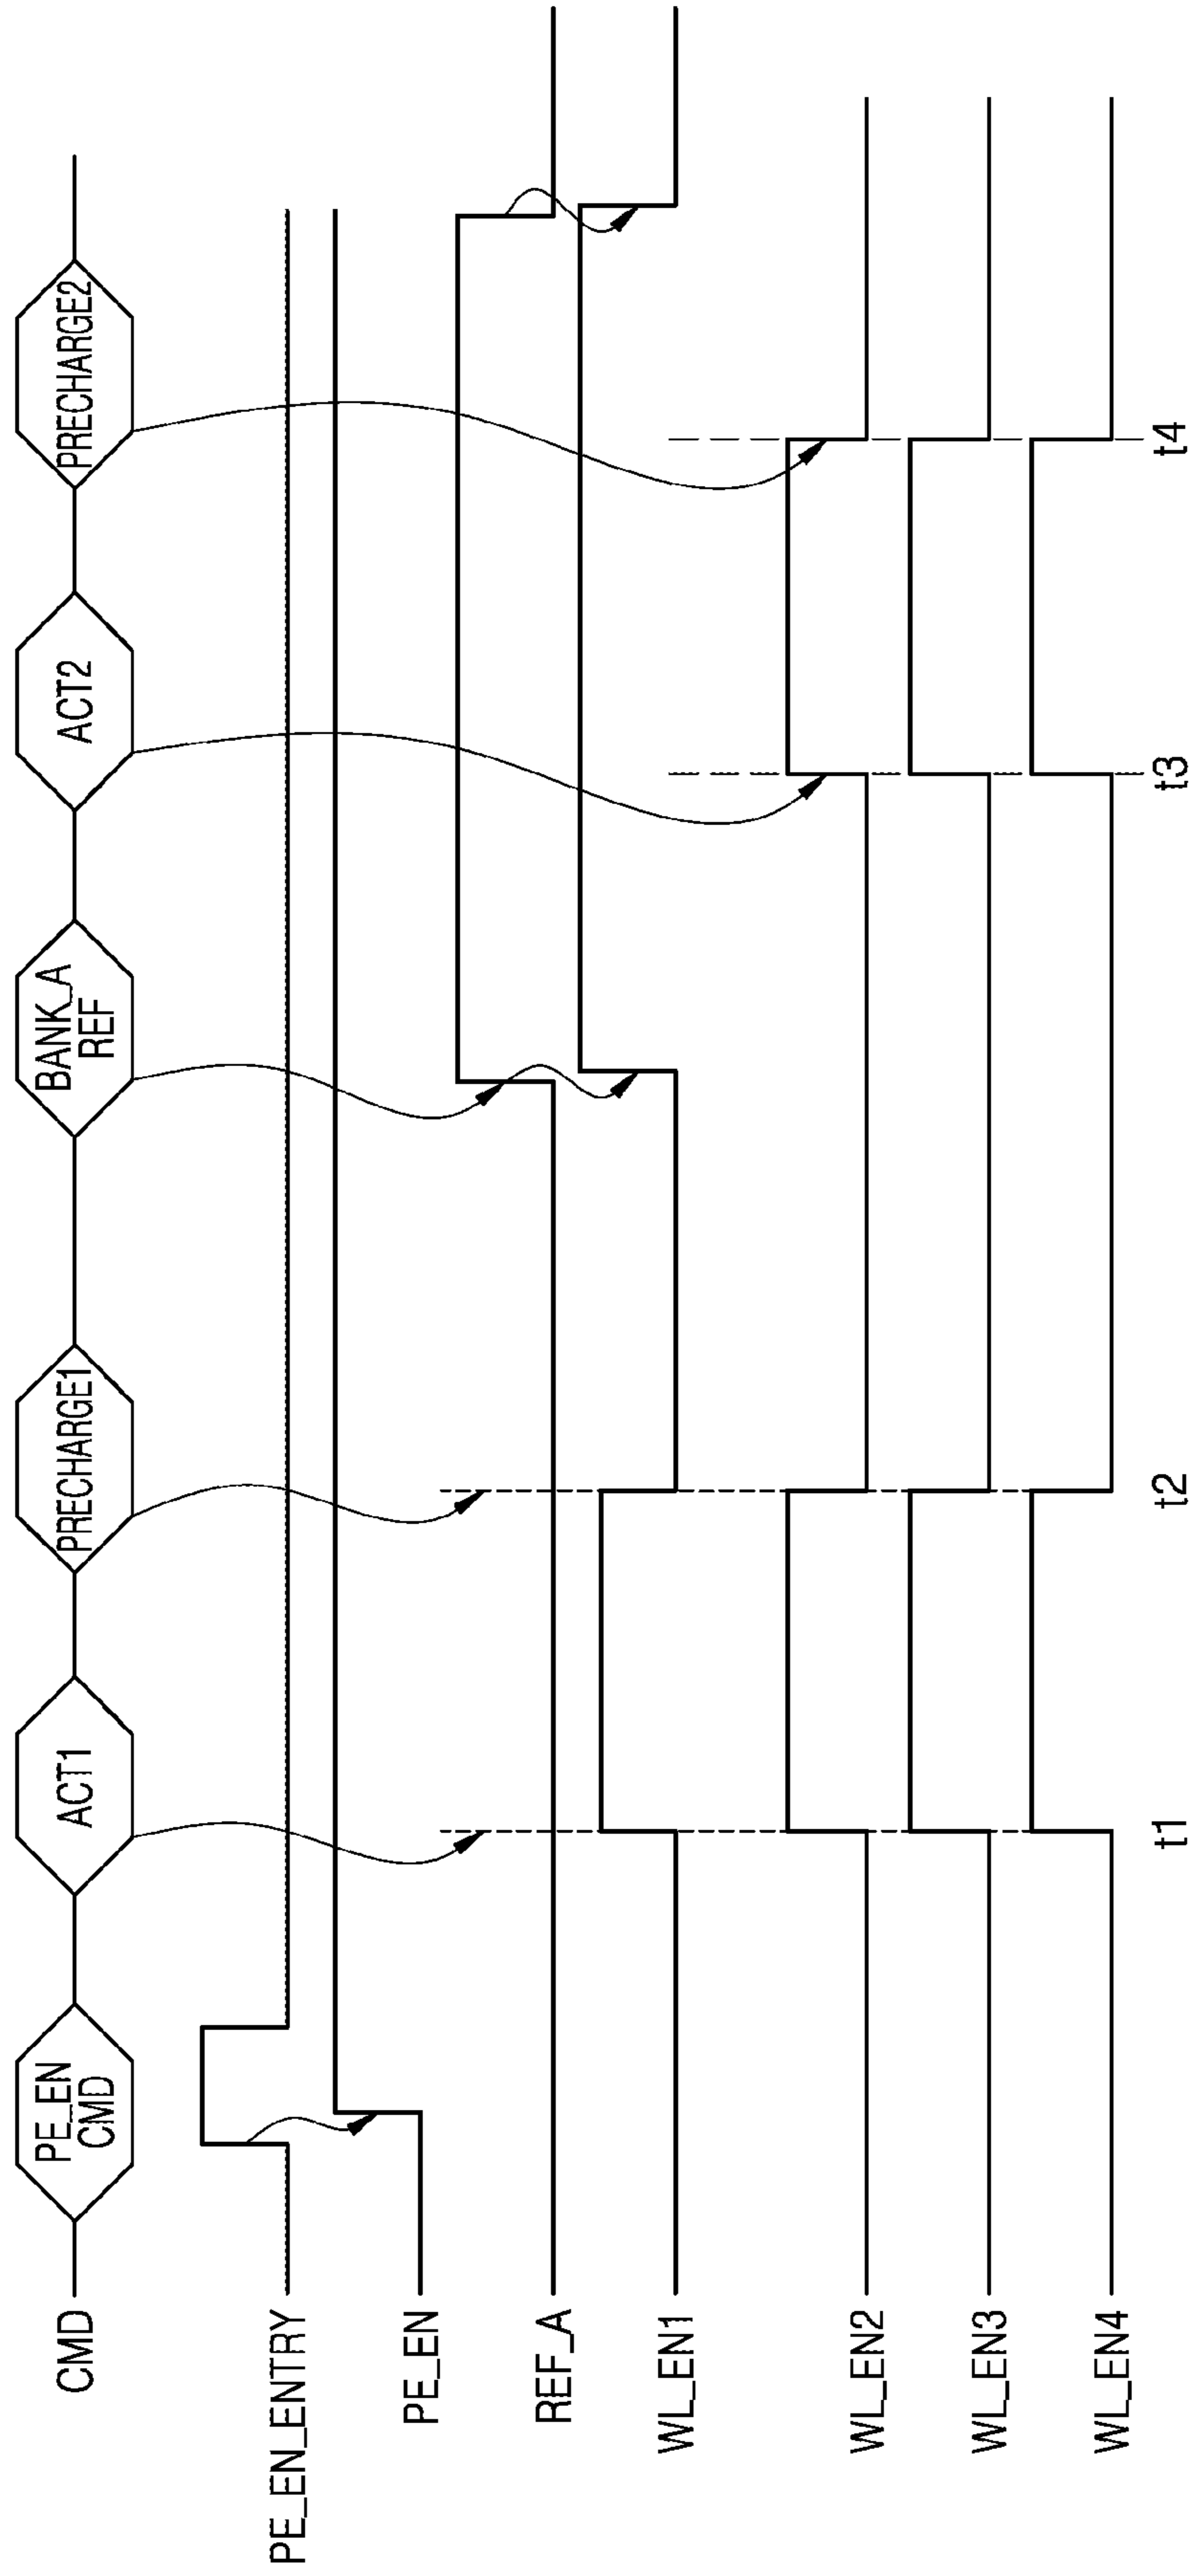 CMD
PE_EN
CMD
ACT1
PRECHARGE1
BANK_A
REF
ACT2
PRECHARGE2
PE_EN_ENTRY
PE_EN
REF_A
WL_EN1
WL_EN2
WL_EN3
WL_EN4
t1
t2
t3
t4